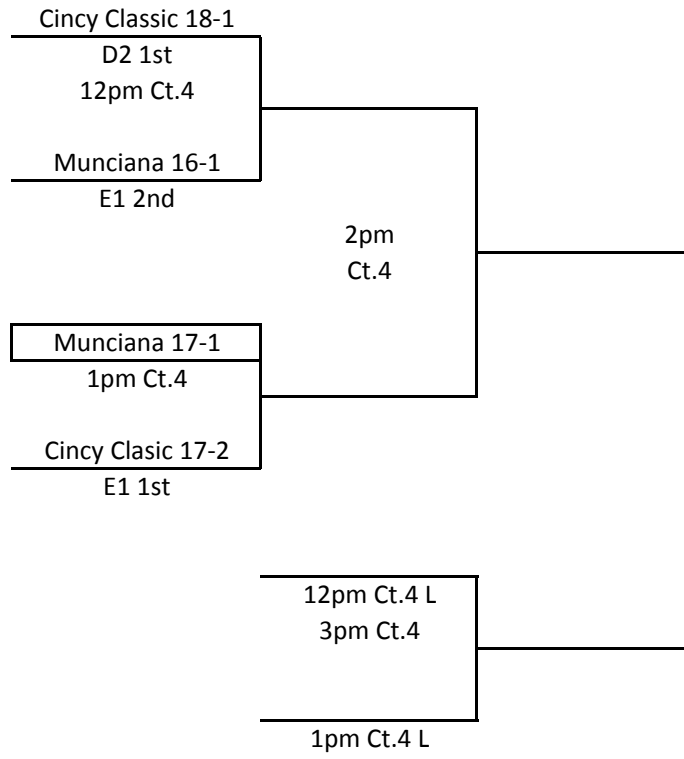 Cincy Classic 18-1
D2 1st
12pm Ct.4
Munciana 16-1
E1 2nd
2pm
Ct.4
Munciana 17-1
1pm Ct.4
Cincy Clasic 17-2
E1 1st
12pm Ct.4 L
3pm Ct.4
1pm Ct.4 L